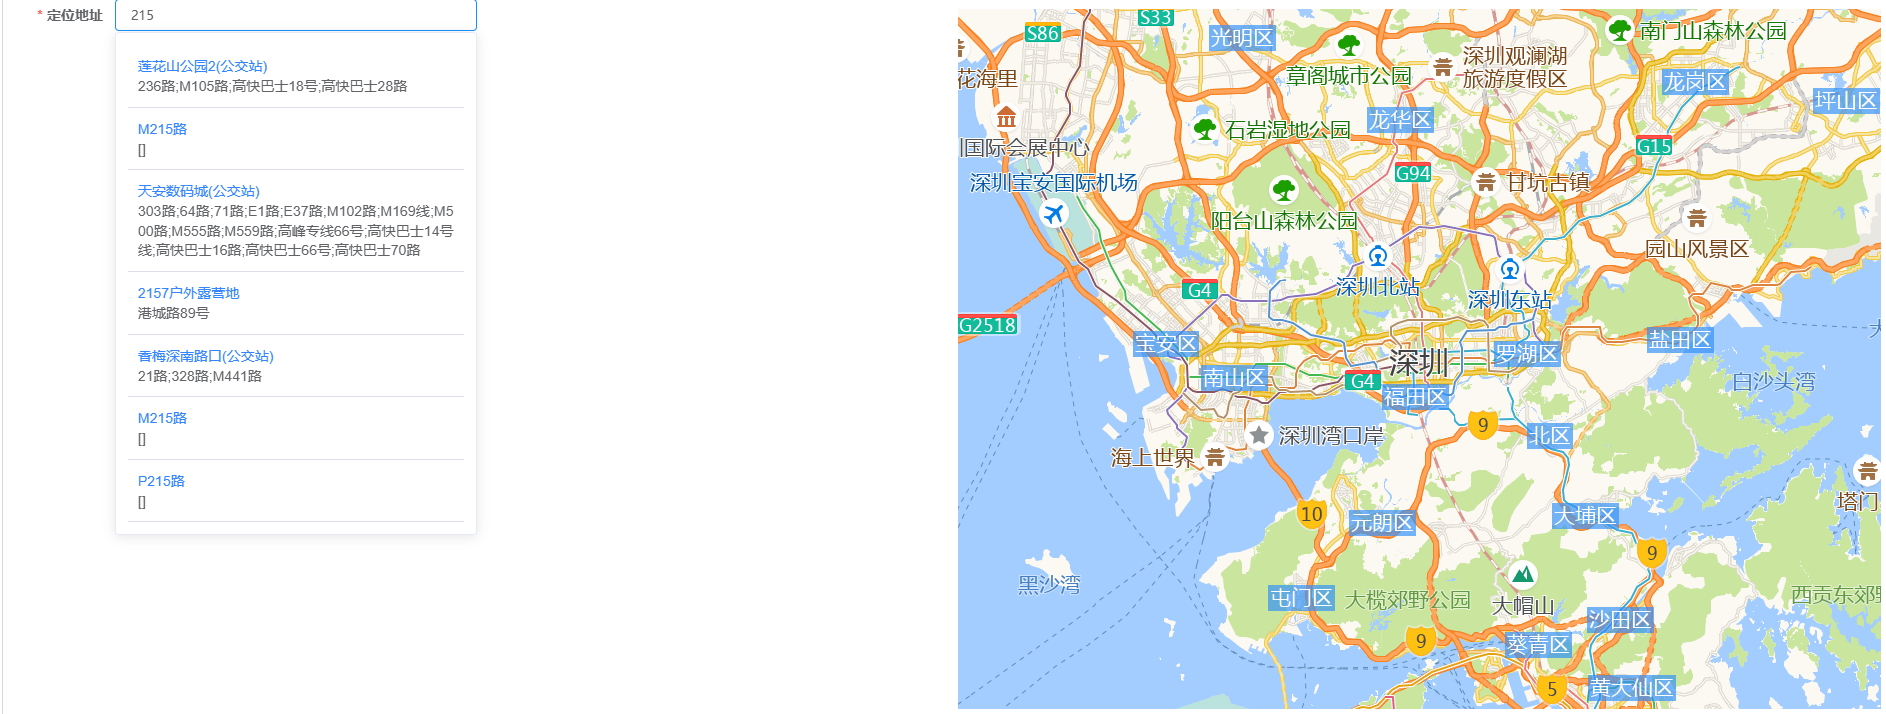 * 定位地址
215
莲花山公园2(公交站)
236路;M105路;高快巴士18号;高快巴士28路
M215路
[]
天安数码城(公交站)
303路;64路;71路;E1路;E37路;M102路;M169线;M5
00路;M555路;M559路;高峰专线66号;高快巴士14号
线;高快巴士16路;高快巴士66号;高快巴士70路
2157户外露营地
港城路89号
香梅深南路口(公交站)
21路;328路;M441路
M215路
[]
P215路
[]
S33
S86
光明区
南门山森林公园
深圳观澜湖
旅游度假区
章阁城市公园
花海里
龙岗区
坪山区
龙华区
石岩湿地公园
圳国际会展中心
G15
G94
深圳宝安国际机场
甘坑古镇
阳台山森林公园
园山风景区
深圳北站
深圳东站
G4
G2518
宝安区
罗湖区
盐田区
深圳
南山区
G4
福田区
白沙头湾
9
北区
深圳湾口岸
海上世界
塔门
10
元朗区
大埔区
9
黑沙湾
屯门区
大榄郊野公园
大帽山
西贡东郊野
沙田区
9
葵青区
5
黄大仙区